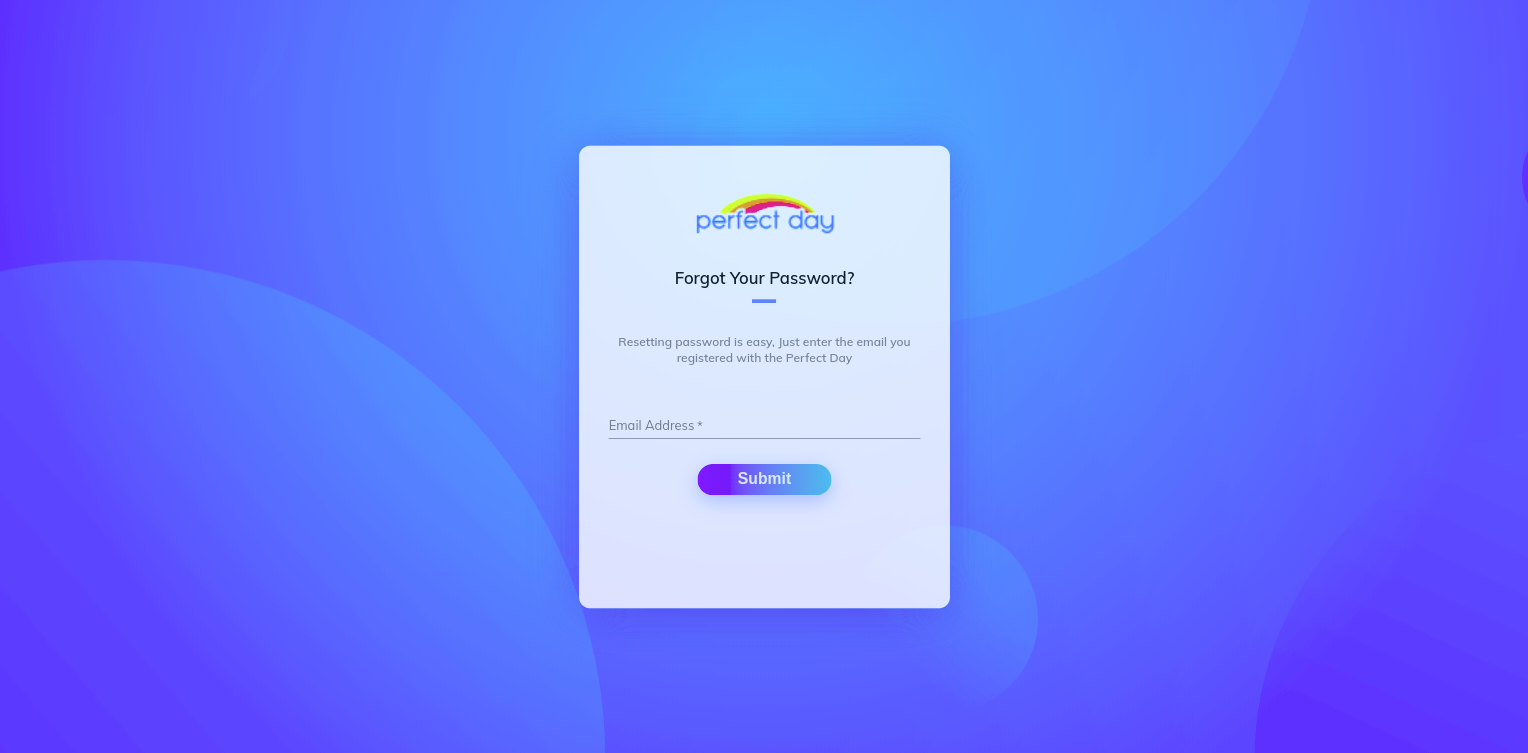 perfect day
Forgot Your Password?
Resetting password is easy, Just enter the email you
registered with the Perfect Day
Email Address *
Submit